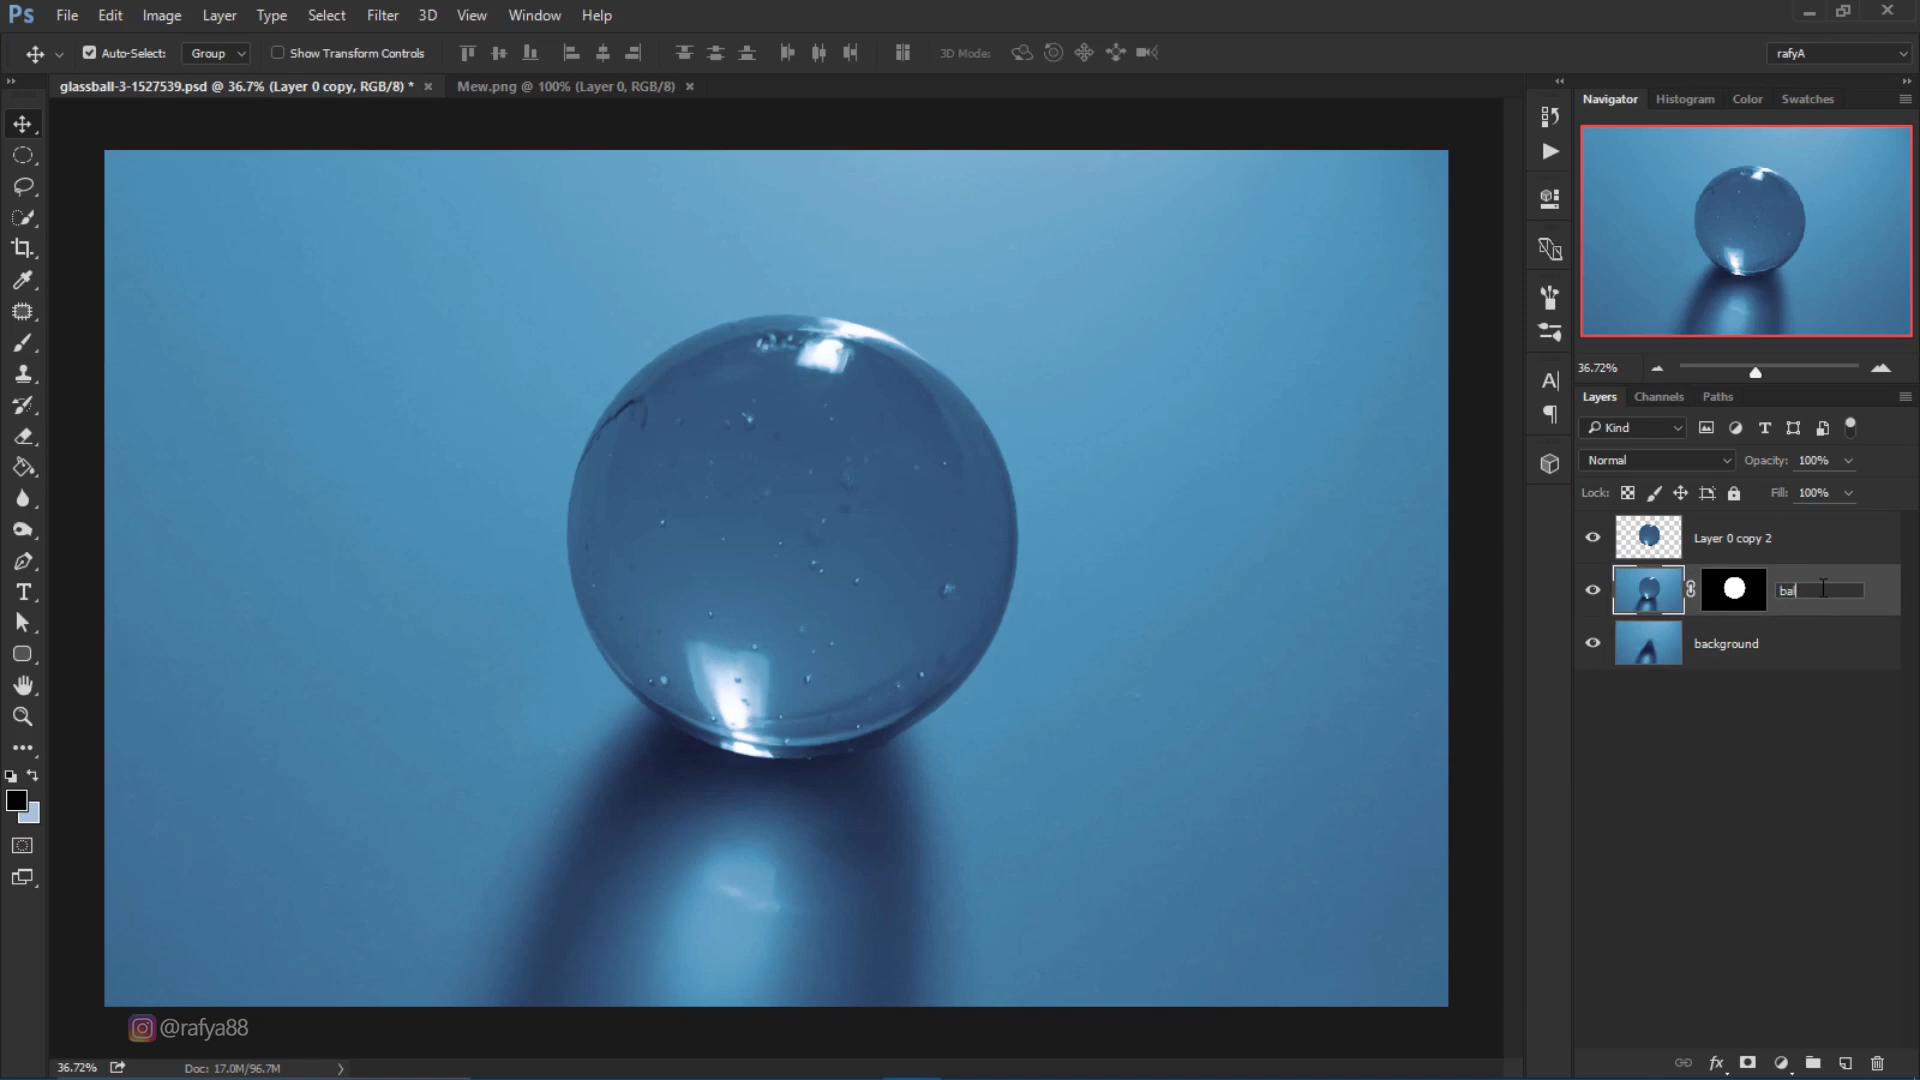 Ps File Edit Image Layer Type Select Filter 3D View Window Help
Auto-Select: Group Show Transform Controls 3D Mode: rafyA
glassball-3-1527539.psd @ 36.7% (Layer 0 copy, RGB/8) * × Mew.png @ 100% (Layer 0, RGB/8) ×
Navigator Histogram Color Swatches
36.72%
Layers Channels Paths
Kind
Normal Opacity: 100%
Lock: Fill: 100%
Layer 0 copy 2
bal
background
@rafya88
36.72% Doc: 17.0M/96.7M
fx